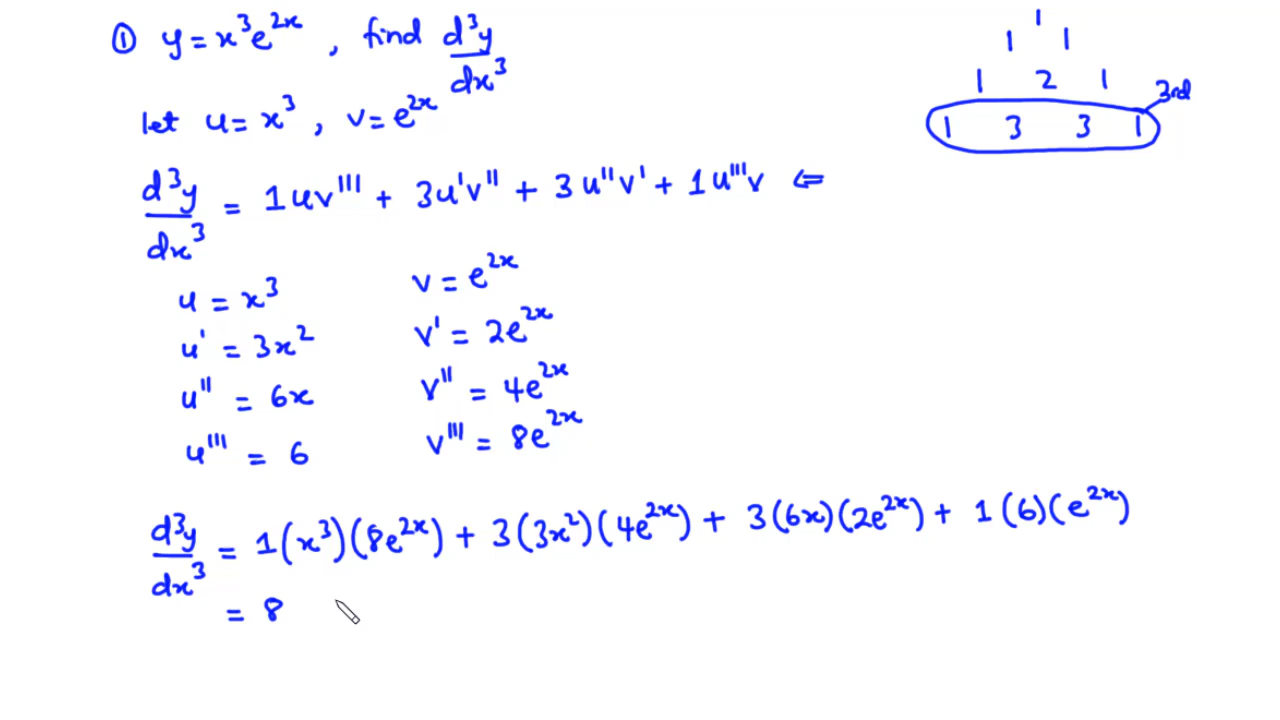 ① y = x³e²ˣ , find d³y/dx³
let u = x³ , v = e²ˣ
1
1 1
1 2 1
3rd
1 3 3 1
d³y/dx³ = 1uv''' + 3u'v'' + 3u''v' + 1u'''v ⇐
u = x³ v = e²ˣ
u' = 3x² v' = 2e²ˣ
u'' = 6x v'' = 4e²ˣ
u''' = 6 v''' = 8e²ˣ
d³y/dx³ = 1(x³)(8e²ˣ) + 3(3x²)(4e²ˣ) + 3(6x)(2e²ˣ) + 1(6)(e²ˣ)
= 8